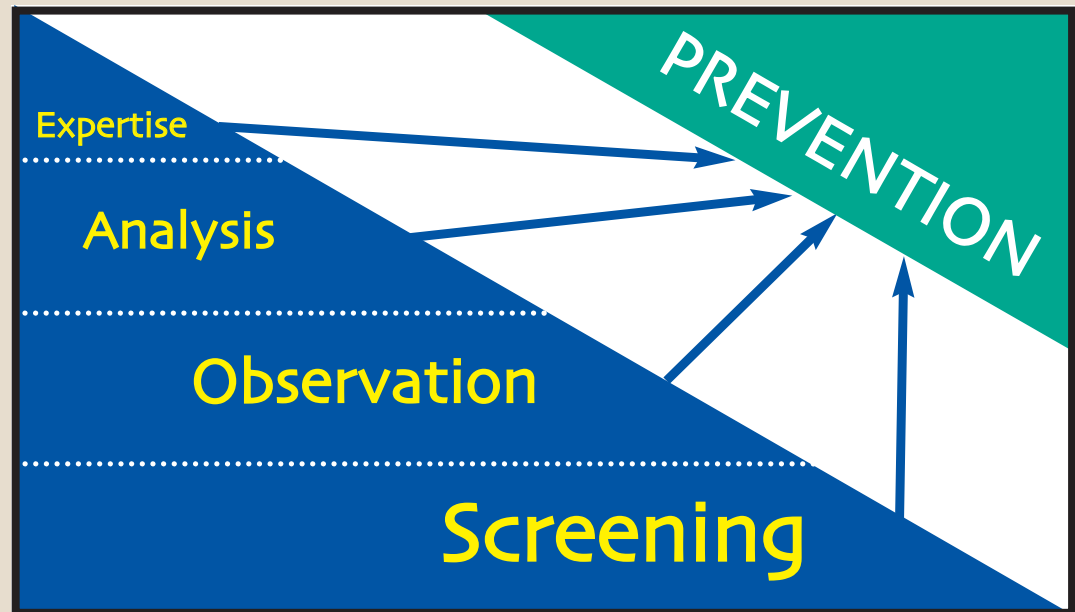 PREVENTION
Expertise
Analysis
Observation
Screening